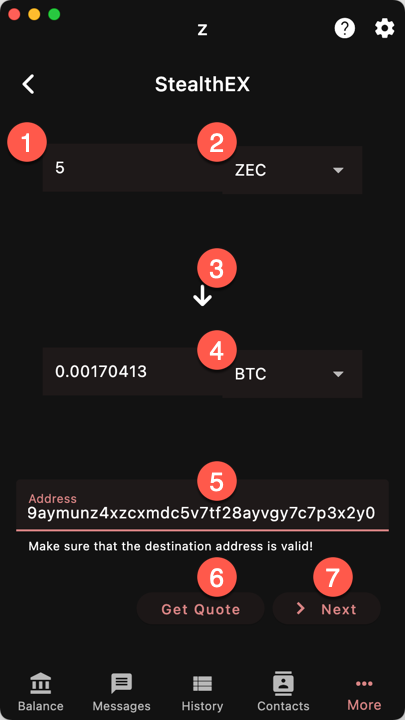 Z
StealthEX
1
2
5
ZEC
3
4
0.00170413
BTC
5
Address
9aymunz4xzcxmdc5v7tf28ayvgy7c7p3x2y0
Make sure that the destination address is valid!
6
7
Get Quote
Next
Balance
Messages
History
Contacts
More